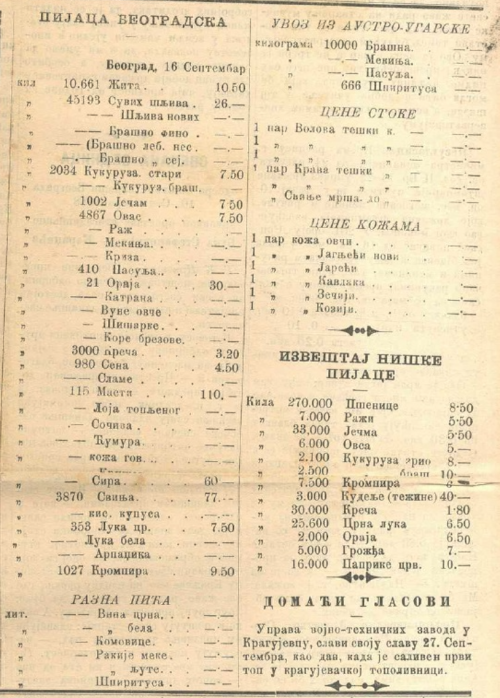 ПИЈАЦА БЕОГРАДСКА
Београд, 16 Септембар
кил 10.661 Жита . . 10.50
„ 45193 Сувих шљива . 26.—
„ —— Шљива нових —·—
„ —— Брашно фино . —·—
„ —— (Брашно леб. нес. —·—
„ —— Брашно „ сеј. —·—
„ 2034 Кукуруза. стари 7.50
„ —— Кукуруз, браш.
„ 1002 Јечам . . . 7 50
„ 4867 Овас . . . . 7.50
„ — Раж . . . . —·—
„ — Мекиња. . . . —·—
„ — Криза . . . . —·—
„ 410 Пасуља. . . . —·—
„ 21 Ораја . . . . 30.—
„ —— Катрана . . . —·—
„ — Вуне овче . . . —·—
„ — Шишарке . . . —·—
„ — Коре брезове. . —·—
„ 3000 Креча . . . . 3.20
„ 980 Сена . . . . 4.50
„ —— Сламе . . . . —·—
„ 115 Масти . . . . 110.—
„ — Лоја топљеног —·—
„ — Сочива . . . —·—
„ — Ћумура. . . . —·—
„ — кожа гов. . . . —·—
„ — Сира. . . . . 60—
„ 3870 Свиња. . . . 77.—
„ — кис. купуса . . —·—
„ 353 Лука цр. . . . 7.50
„ —— Лука бела . . . —·—
„ —— Арпаџика . . . —·—
„ 1027 Кромпира . . 9.50
РАЗНА ПИЋА
лит. —— Вина црна. . . —·—
„ —— „ бела . . —·—
„ — Комовице. . . —·—
„ — Ракије меке. . —·—
„ —— „ љуте. . —·—
„ — Шпиритуса . . —·—
УВОЗ ИЗ АУСТРО-УГАРСКЕ
килограма 10000 Брашна. . —·—
„ —.— Мекиња. . —·—
„ —.— Пасуља. . —·—
„ 666 Шпиритуса —·—
ЦЕНЕ СТОКЕ
1 пар Волова тешки к. . —·—
1 „ „ „ „ . —·—
1 „ „ „ „ . —·—
1 пар Крава тешки . . —·—
„ „ „ „ . . —·—
„ Свиње мрша. . . —·—
ЦЕНЕ КОЖАМА
1 пар кожа овчи . . . —·—
1 „ „ Јагњећи нови . —·—
1 „ „ Јарећи . . —·—
1 „ „ . . —·—
1 „ „ Зечији. . . —·—
1 „ „ Козији. . . —·—
ИЗВЕШТАЈ НИШКЕ
ПИЈАЦЕ
Кила 270.000 Пшенице 8·50
„ 7.000 Ражи 5·50
„ 33,000 Јечма 5·50
„ 6.000 Овса 5.—
„ 2.100 Кукуруза зрно 8.—
„ 2.500 „ браш 10·—
„ 7.500 Кромпира
„ 3.000 Кудеље (тежине) 40·—
„ 30.000 Креча 1·80
„ 25.600 Црна лука 6.50
„ 2.000 Ораја 6.50
„ 5.000 Грожђа 7.—
„ 16.000 Паприке црв. 10.—
ДОМАЋИ ГЛАСОВИ
Управа војно-техничких завода у
Крагујевцу, слави своју славу 27. Сеп-
тембра, као дан, када је саливен први
топ у крагујевачкој тополивници.